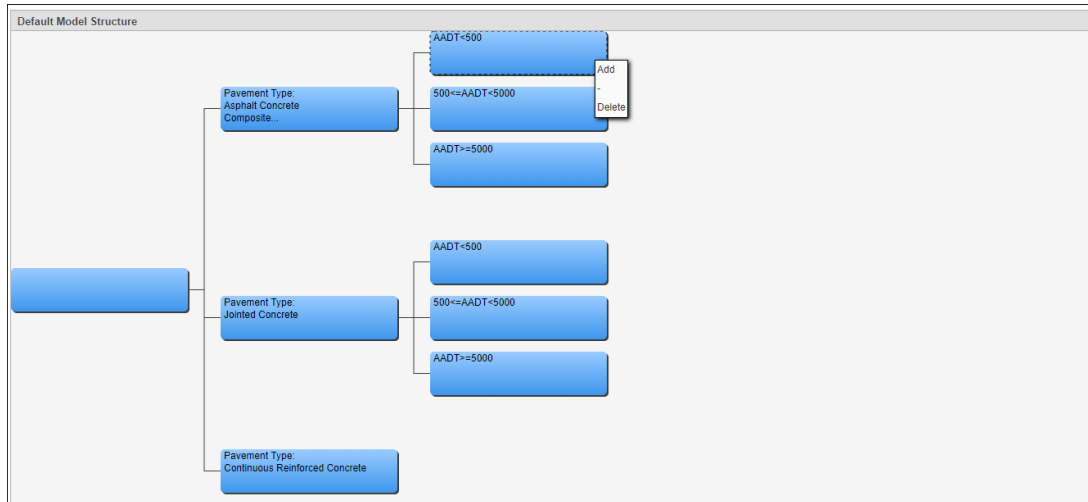 Default Model Structure
AADT<500
Add
-
Delete
Pavement Type:
Asphalt Concrete
Composite...
500<=AADT<5000
AADT>=5000
AADT<500
Pavement Type:
Jointed Concrete
500<=AADT<5000
AADT>=5000
Pavement Type:
Continuous Reinforced Concrete